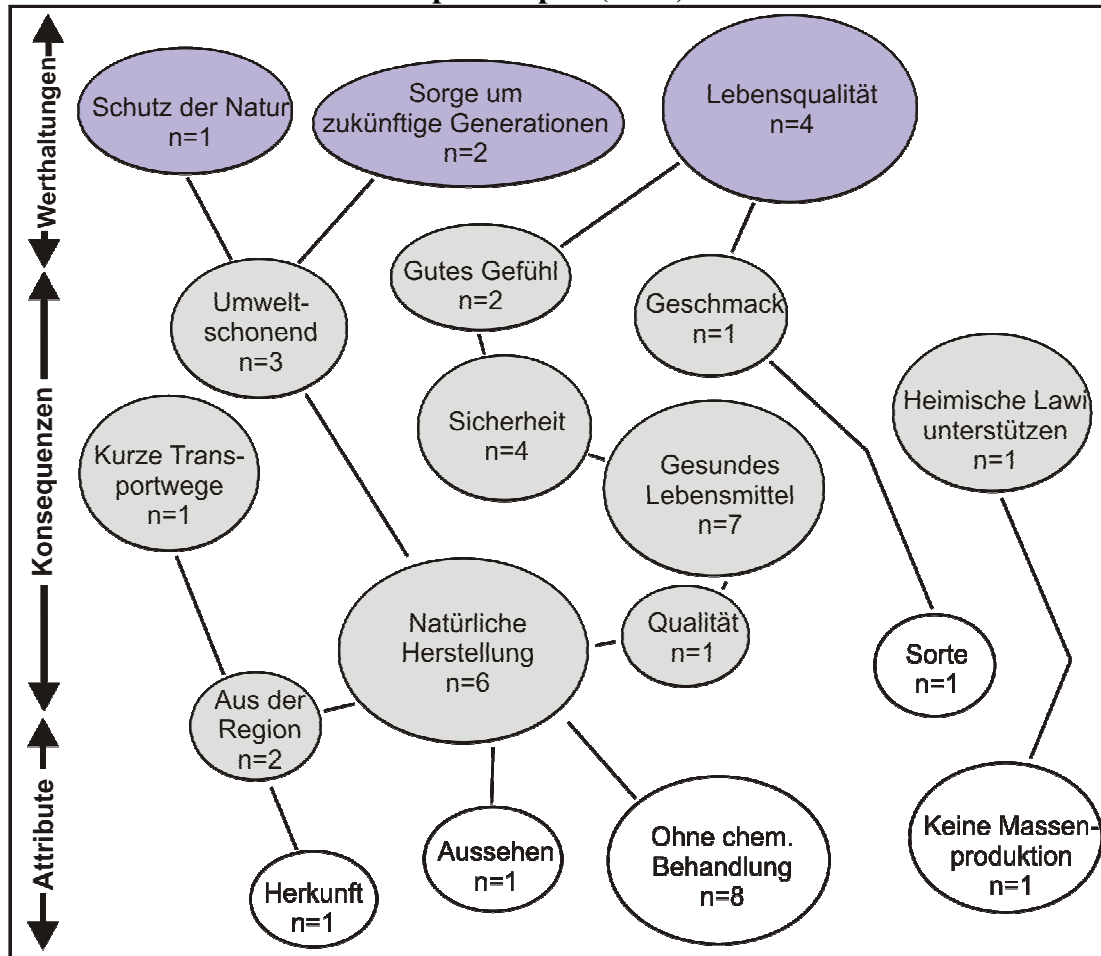 Werthaltungen
Konsequenzen
Attribute
Schutz der Natur
n=1
Sorge um
zukünftige Generationen
n=2
Lebensqualität
n=4
Umwelt-
schonend
n=3
Gutes Gefühl
n=2
Geschmack
n=1
Heimische Lawi
unterstützen
n=1
Kurze Trans-
portwege
n=1
Sicherheit
n=4
Gesundes
Lebensmittel
n=7
Natürliche
Herstellung
n=6
Qualität
n=1
Sorte
n=1
Aus der
Region
n=2
Herkunft
n=1
Aussehen
n=1
Ohne chem.
Behandlung
n=8
Keine Massen-
produktion
n=1